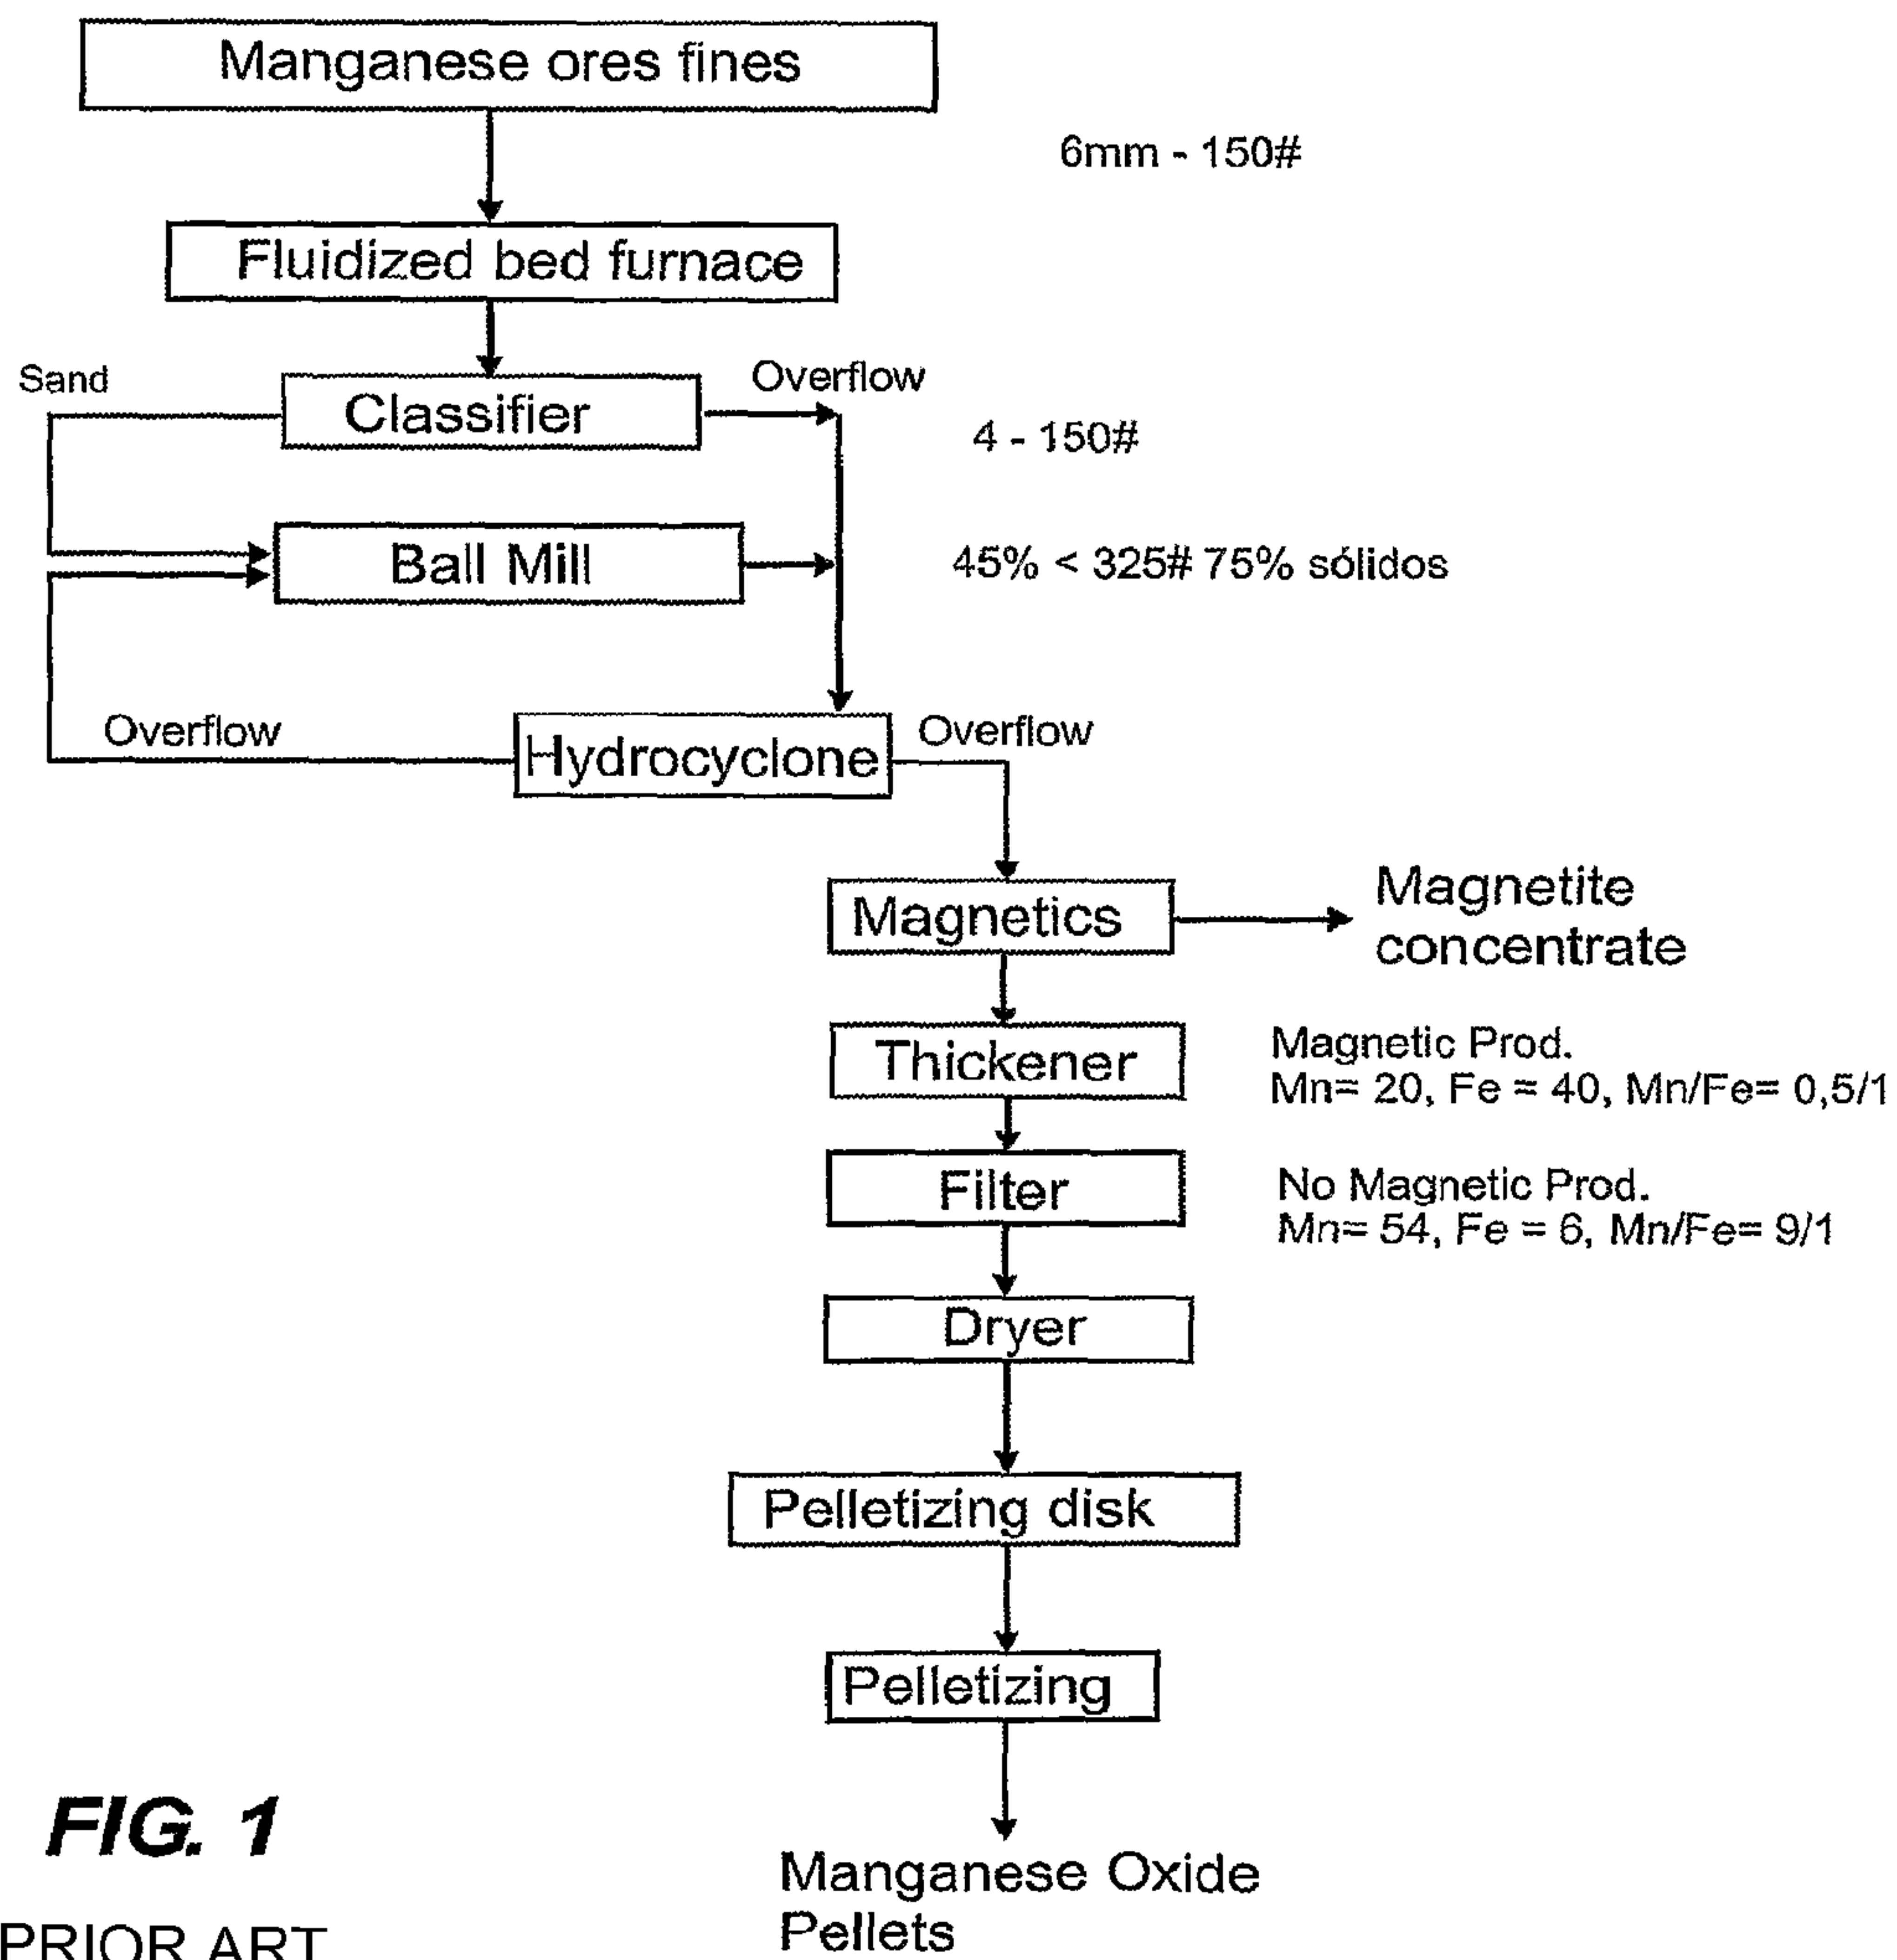 Manganese ores fines
6mm - 150#
Fluidized bed furnace
Sand
Overflow
Classifier
4 - 150#
Ball Mill
45% < 325# 75% sólidos
Overflow
Hydrocyclone
Overflow
Magnetics
Magnetite
concentrate
Thickener
Magnetic Prod.
Mn= 20, Fe = 40, Mn/Fe= 0,5/1
Filter
No Magnetic Prod.
Mn= 54, Fe = 6, Mn/Fe= 9/1
Dryer
Pelletizing disk
Pelletizing
Manganese Oxide
Pellets
FIG. 1
PRIOR ART